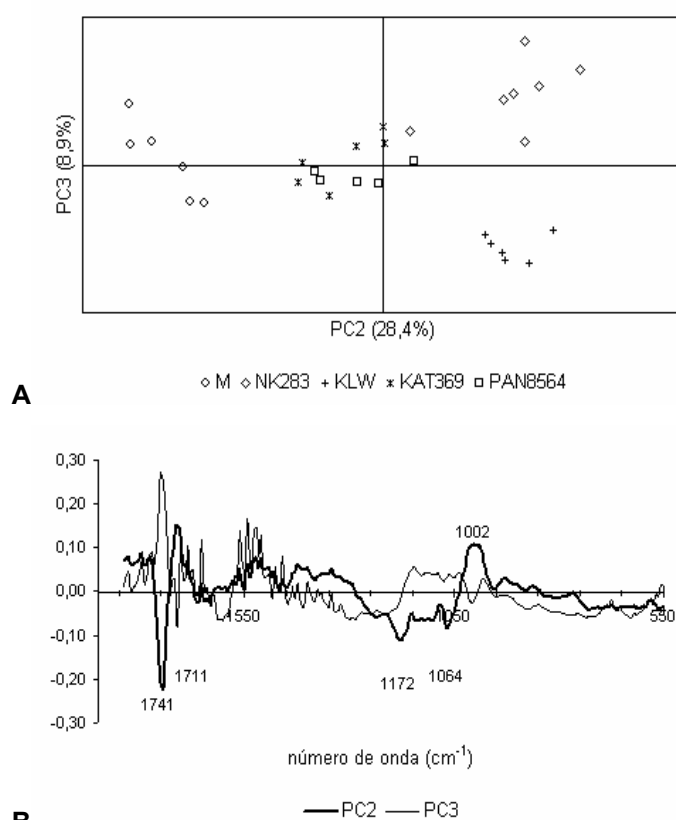 PC3 (8,9%)
PC2 (28,4%)
M NK283 KLW KAT369 PAN8564
A
0,30
0,20
1002
0,10
0,00
1550 1050 550
-0,10
1711 1172 1064
-0,20
1741
-0,30
número de onda (cm-1)
PC2 PC3
B